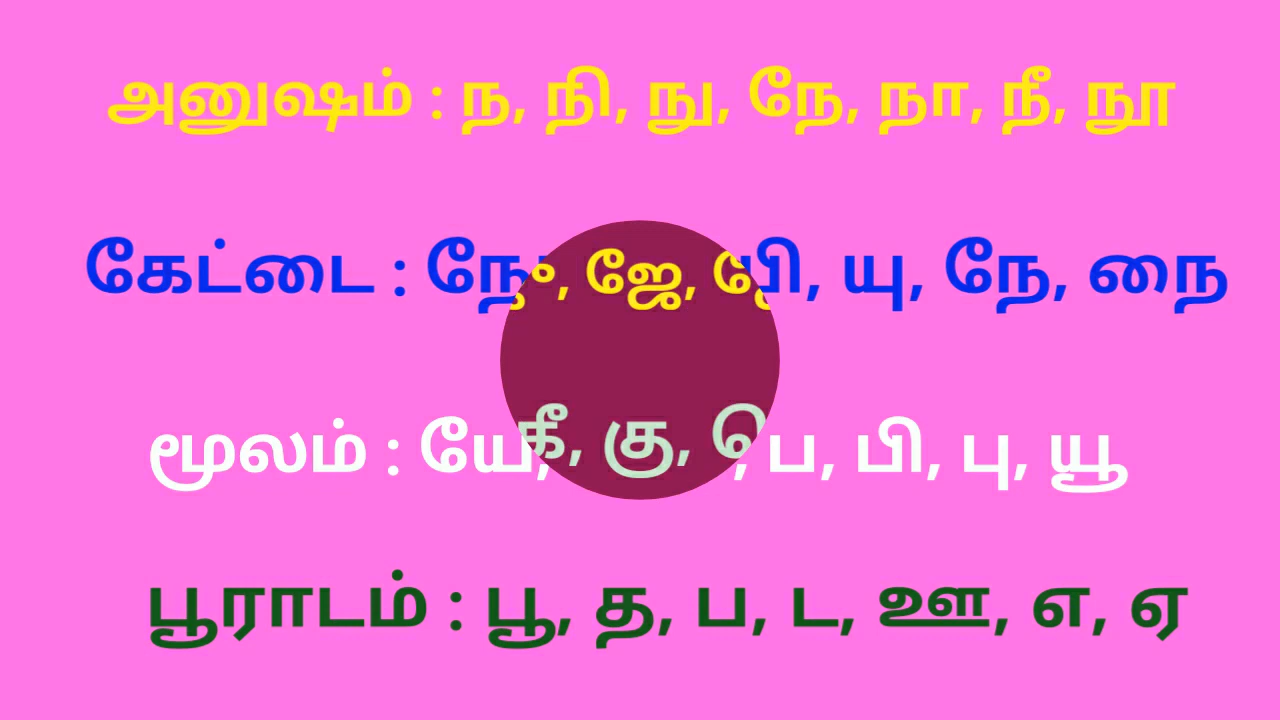 அனுஷம் : ந, நி, நு, நே, நா, நீ, நூ
கேட்டை : ஜே, பி, யு, நே, நை
மூலம் : யே, கீ, கு, ப, பி, பு, யூ
பூராடம் : பூ, த, ப, ட, ஊ, எ, ஏ